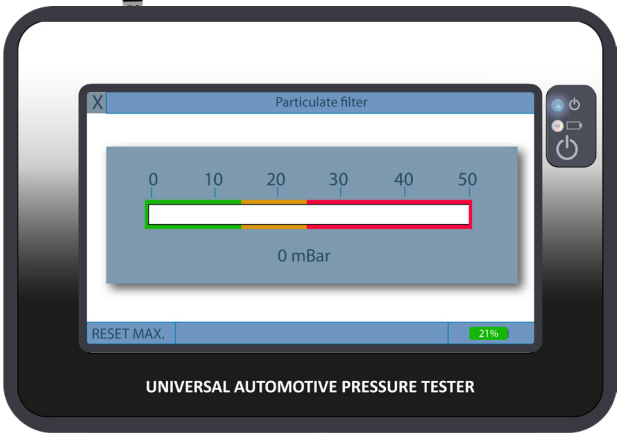 X Particulate filter
0 10 20 30 40 50
0 mBar
RESET MAX. 21%
UNIVERSAL AUTOMOTIVE PRESSURE TESTER